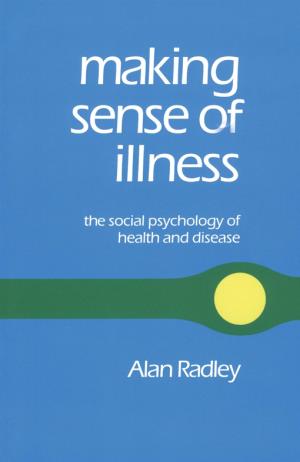 making
sense of
illness
the social psychology of
health and disease
Alan Radley